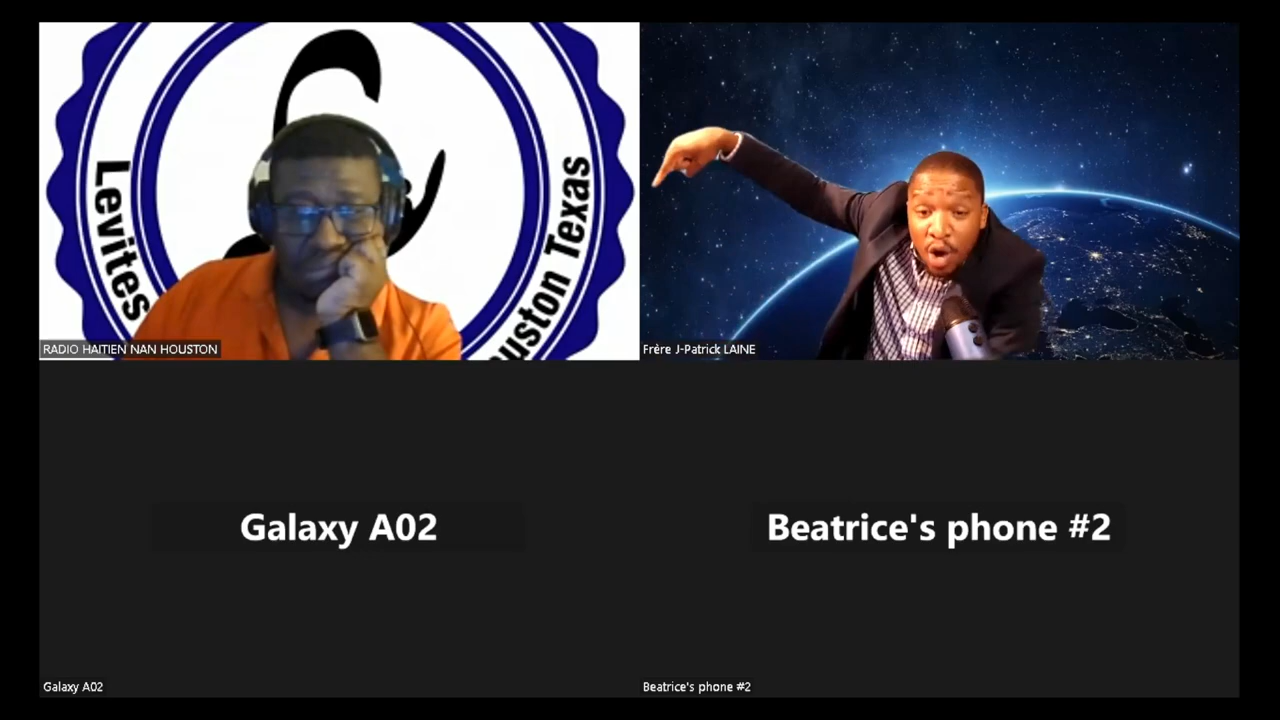 Levites
Houston Texas
RADIO HAITIEN NAN HOUSTON
Frère J-Patrick LAINE
Galaxy A02
Beatrice's phone #2
Galaxy A02
Beatrice's phone #2